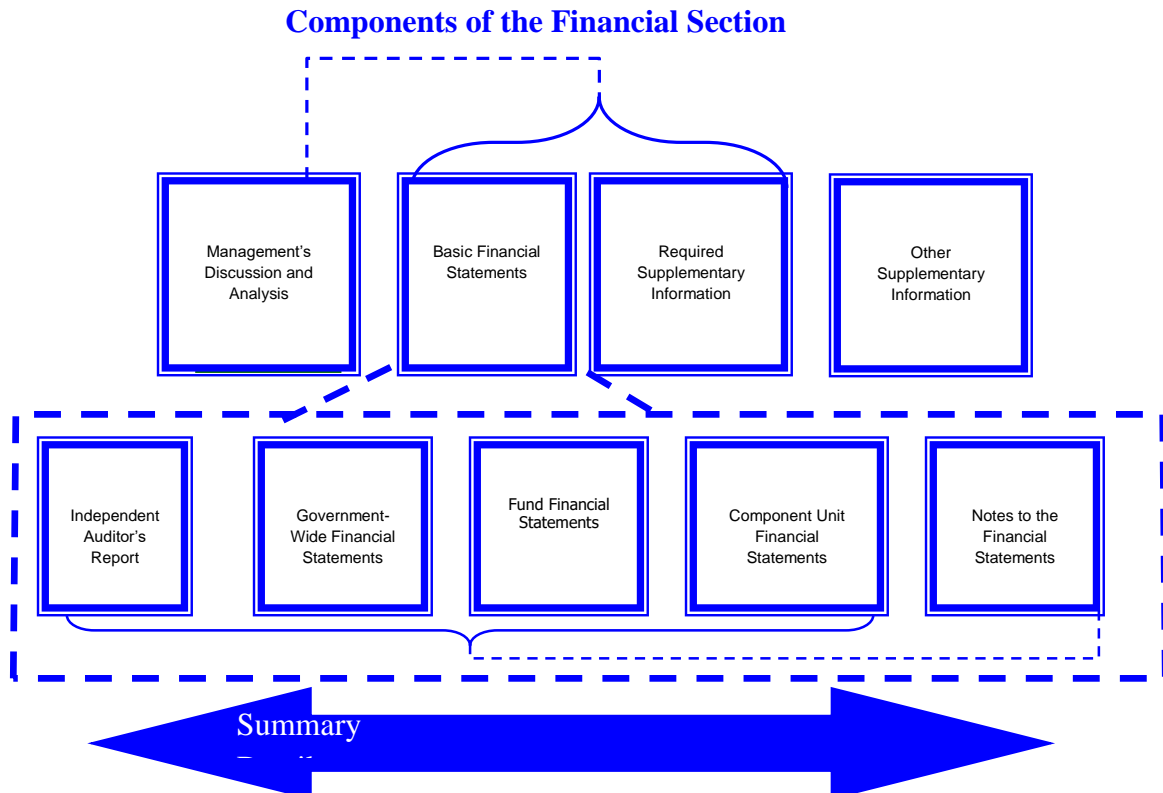 Components of the Financial Section
Management’s
Discussion and
Analysis
Basic Financial
Statements
Required
Supplementary
Information
Other
Supplementary
Information
Independent
Auditor’s
Report
Government-
Wide Financial
Statements
Fund Financial
Statements
Component Unit
Financial
Statements
Notes to the
Financial
Statements
Summary